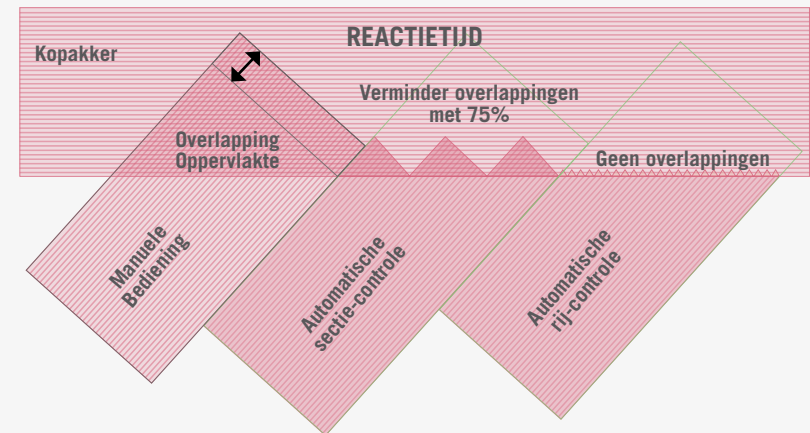 REACTIETIJD
Kopakker
Verminder overlappingen
met 75%
Overlapping
Oppervlakte
Geen overlappingen
Manuele
Bediening
Automatische
sectie-controle
Automatische
rij-controle